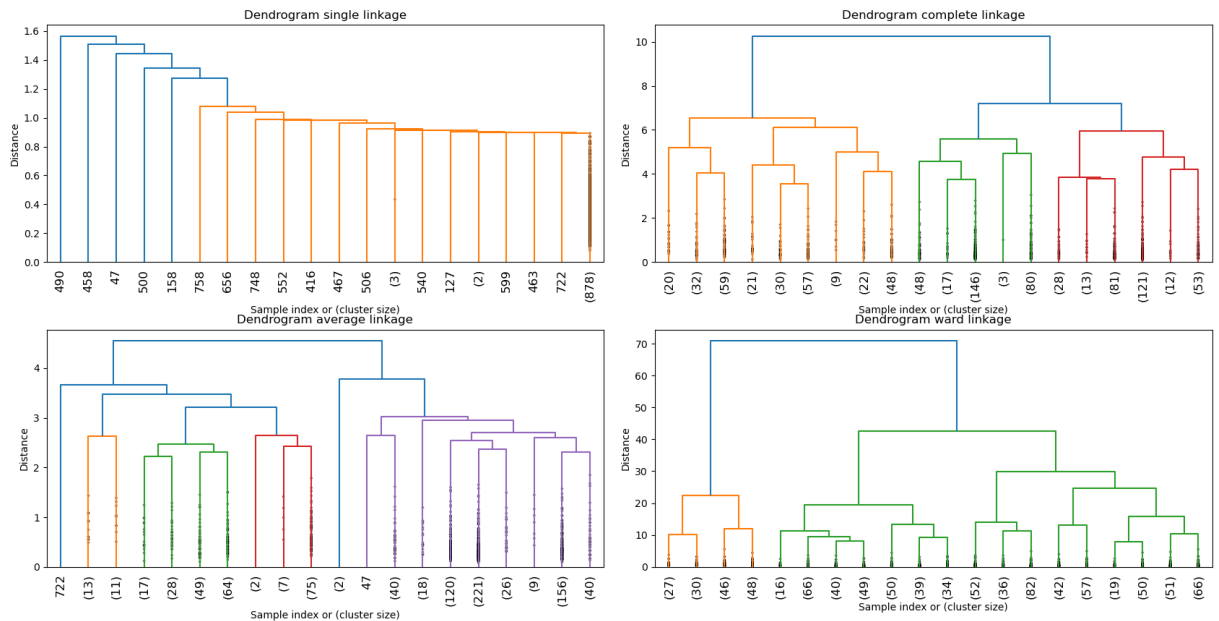 Dendrogram single linkage
Distance
1.6
1.4
1.2
1.0
0.8
0.6
0.4
0.2
0.0
490 458 47 500 158 758 656 748 552 416 467 506 (3) 540 127 (2) 599 463 722 (878)
Sample index or (cluster size)
Dendrogram complete linkage
Distance
10
8
6
4
2
0
(20) (32) (59) (21) (30) (57) (9) (22) (48) (48) (17) (146) (3) (80) (28) (13) (81) (121) (12) (53)
Sample index or (cluster size)
Dendrogram average linkage
Distance
4
3
2
1
0
722 (13) (11) (17) (28) (49) (64) (2) (7) (75) (2) 47 (40) (18) (120) (221) (26) (9) (156) (40)
Sample index or (cluster size)
Dendrogram ward linkage
Distance
70
60
50
40
30
20
10
0
(27) (30) (46) (48) (16) (66) (40) (49) (50) (39) (34) (52) (36) (82) (42) (57) (19) (50) (51) (66)
Sample index or (cluster size)